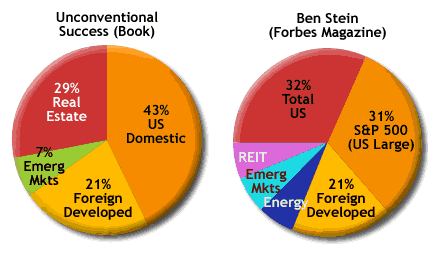 Unconventional
Success (Book)
29%
Real
Estate
43%
US
Domestic
7%
Emerg
Mkts
21%
Foreign
Developed
Ben Stein
(Forbes Magazine)
32%
Total
US
31%
S&P 500
(US Large)
REIT
Emerg
Mkts
Energy
21%
Foreign
Developed